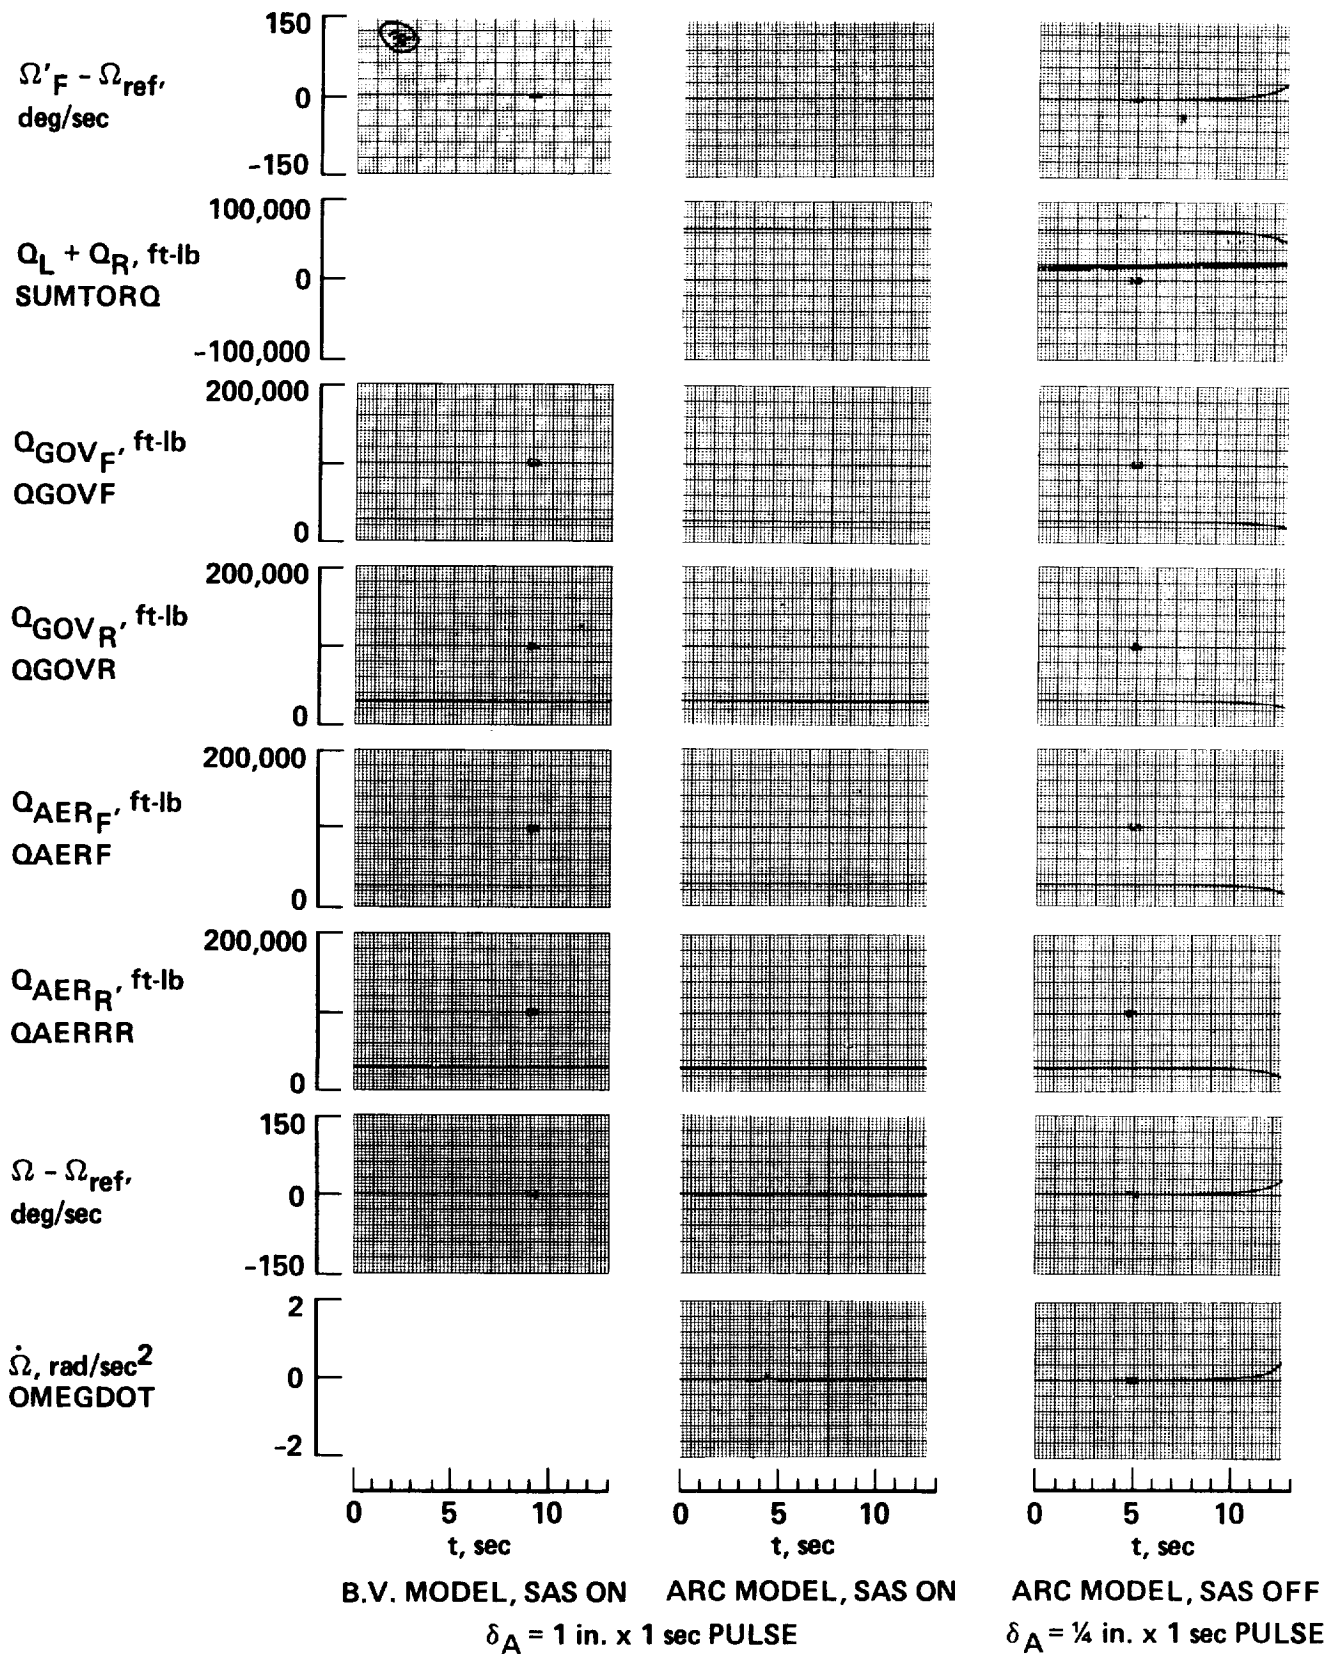 150
Ω'F - Ωref,
deg/sec
0
-150
100,000
QL + QR, ft-lb
SUMTORQ
0
-100,000
200,000
QGOVF, ft-lb
QGOVF
0
200,000
QGOVR, ft-lb
QGOVR
0
200,000
QAERF, ft-lb
QAERF
0
200,000
QAERR, ft-lb
QAERRR
0
150
Ω - Ωref,
deg/sec
0
-150
2
Ω̇, rad/sec²
OMEGDOT
0
-2
0 5 10 0 5 10 0 5 10
t, sec t, sec t, sec
B.V. MODEL, SAS ON ARC MODEL, SAS ON ARC MODEL, SAS OFF
δA = 1 in. x 1 sec PULSE δA = ¼ in. x 1 sec PULSE